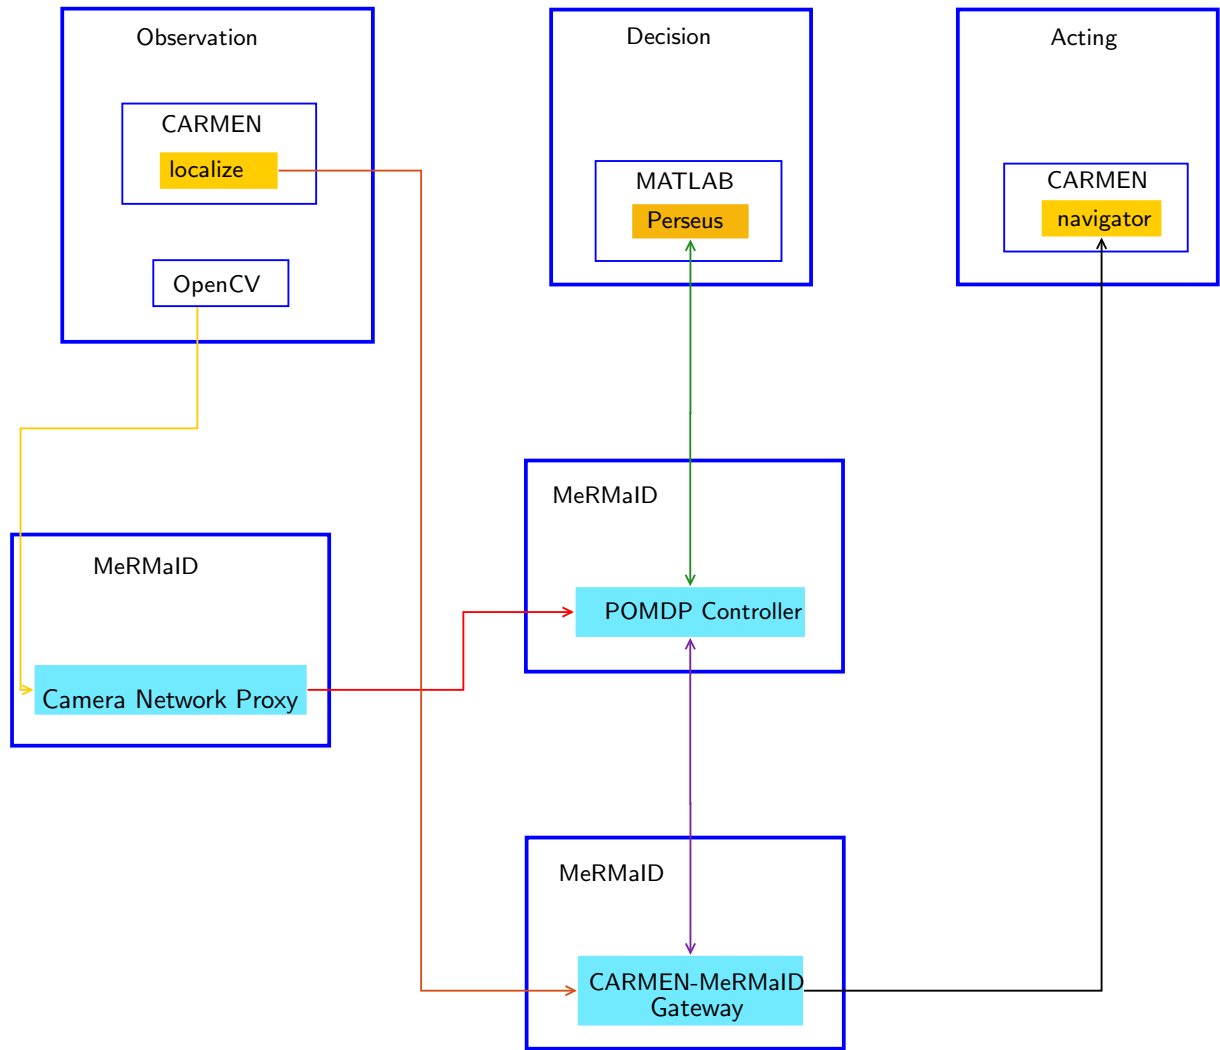 Observation
CARMEN
localize
OpenCV
Decision
MATLAB
Perseus
Acting
CARMEN
navigator
MeRMaID
Camera Network Proxy
MeRMaID
POMDP Controller
MeRMaID
CARMEN-MeRMaID
Gateway